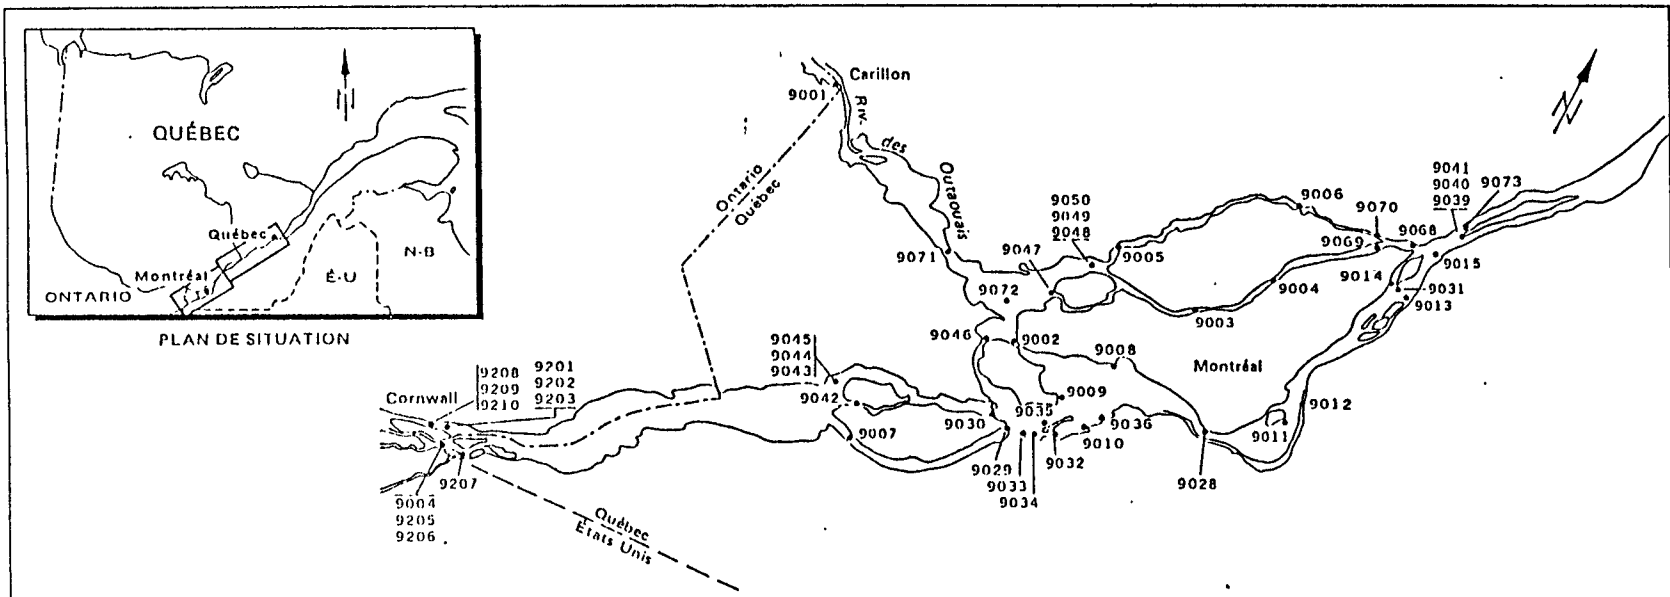 QUÉBEC
Québec
Montréal
ONTARIO
É-U
N-B
PLAN DE SITUATION
N
Carillon
9001
Riv.
des
Outaouais
Ontario
Québec
9071
9072
9047
9050
9049
9048
9005
9006
9070
9069
9068
9041
9040
9039
9073
9015
9014
9031
9013
9004
9003
9046
9002
9008
Montréal
9009
9012
9011
9045
9044
9043
9042
9007
9030
9035
9036
9010
9032
9029
9033
9034
9028
Cornwall
9208
9209
9210
9201
9202
9203
9207
9004
9205
9206
Québec
États Unis
N